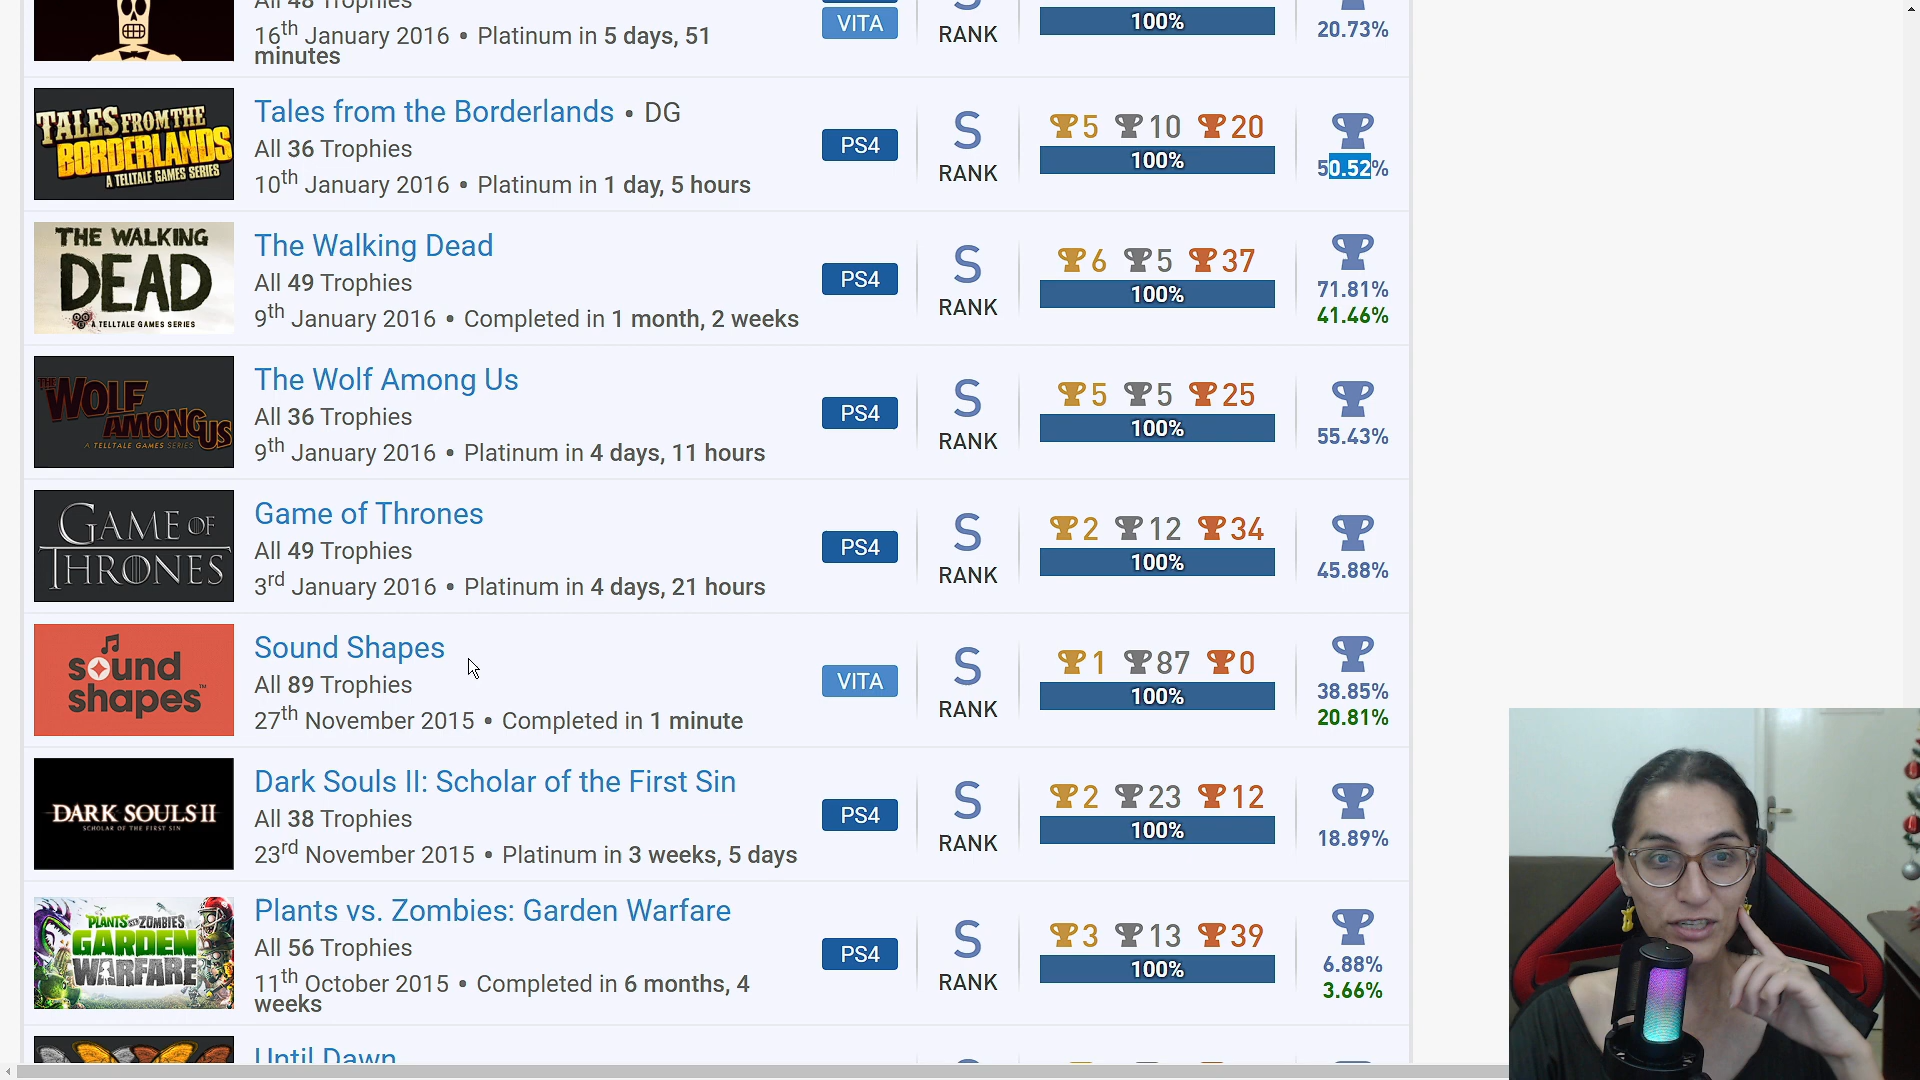 All 48 Trophies
16th January 2016 • Platinum in 5 days, 51
minutes
VITA
RANK
100%
20.73%
TALES FROM THE
BORDERLANDS
A TELLTALE GAMES SERIES
Tales from the Borderlands • DG
All 36 Trophies
10th January 2016 • Platinum in 1 day, 5 hours
PS4
S
RANK
5 10 20
100%
50.52%
THE WALKING
DEAD
A TELLTALE GAMES SERIES
The Walking Dead
All 49 Trophies
9th January 2016 • Completed in 1 month, 2 weeks
PS4
S
RANK
6 5 37
100%
71.81%
41.46%
THE
WOLF
AMONG US
A TELLTALE GAMES SERIES
The Wolf Among Us
All 36 Trophies
9th January 2016 • Platinum in 4 days, 11 hours
PS4
S
RANK
5 5 25
100%
55.43%
GAME OF
THRONES
Game of Thrones
All 49 Trophies
3rd January 2016 • Platinum in 4 days, 21 hours
PS4
S
RANK
2 12 34
100%
45.88%
sound
shapes™
Sound Shapes
All 89 Trophies
27th November 2015 • Completed in 1 minute
VITA
S
RANK
1 87 0
100%
38.85%
20.81%
DARK SOULS II
SCHOLAR OF THE FIRST SIN
Dark Souls II: Scholar of the First Sin
All 38 Trophies
23rd November 2015 • Platinum in 3 weeks, 5 days
PS4
S
RANK
2 23 12
100%
18.89%
PLANTS vs. ZOMBIES
GARDEN
WARFARE
Plants vs. Zombies: Garden Warfare
All 56 Trophies
11th October 2015 • Completed in 6 months, 4
weeks
PS4
S
RANK
3 13 39
100%
6.88%
3.66%
Until Dawn